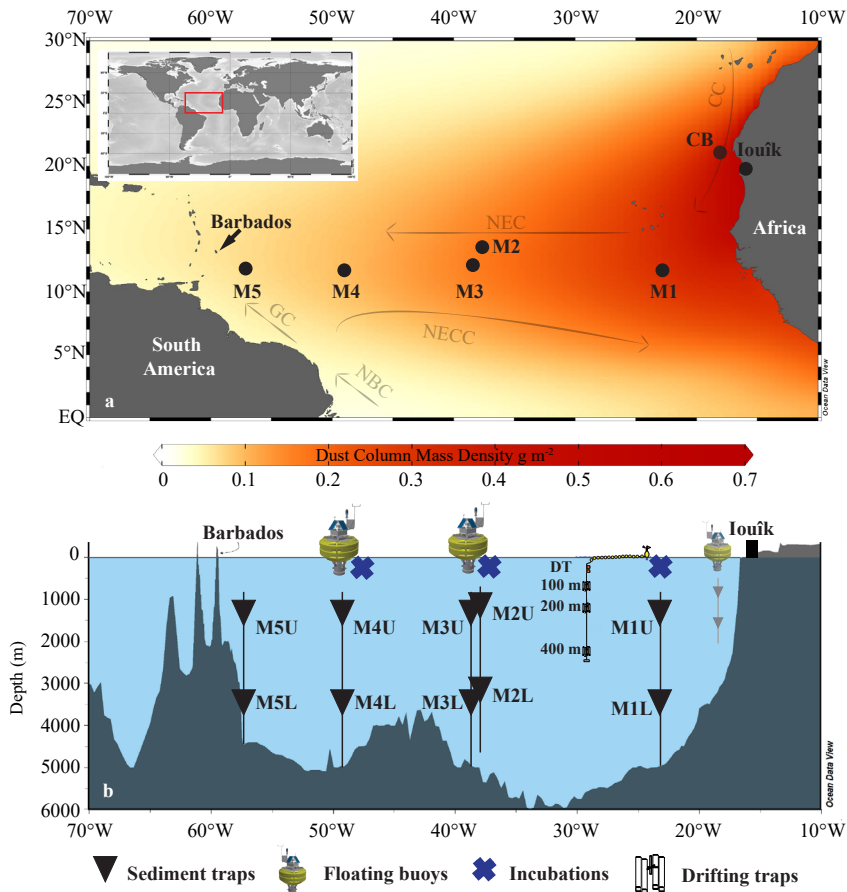 70°W 60°W 50°W 40°W 30°W 20°W 10°W
30°N
25°N
20°N
15°N
10°N
5°N
EQ
CC
CB
Iouîk
NEC
Barbados
Africa
M2
M5
M4
M3
M1
GC
NECC
South
America
NBC
a
Ocean Data View
Dust Column Mass Density g m⁻²
0 0.1 0.2 0.3 0.4 0.5 0.6 0.7
Barbados
Iouîk
Depth (m)
0
1000
2000
3000
4000
5000
6000
DT
100 m
200 m
400 m
M5U
M4U
M3U
M2U
M1U
M5L
M4L
M3L
M2L
M1L
b
Ocean Data View
70°W 60°W 50°W 40°W 30°W 20°W 10°W
Sediment traps
Floating buoys
Incubations
Drifting traps